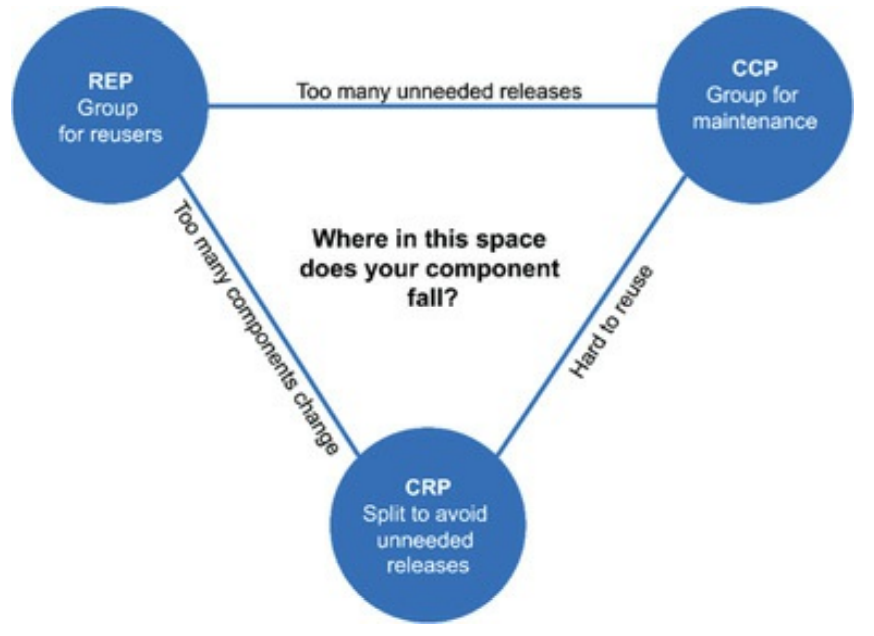 REP
Group
for reusers
Too many unneeded releases
CCP
Group for
maintenance
Where in this space
does your component
fall?
Too many components change
Hard to reuse
CRP
Split to avoid
unneeded
releases